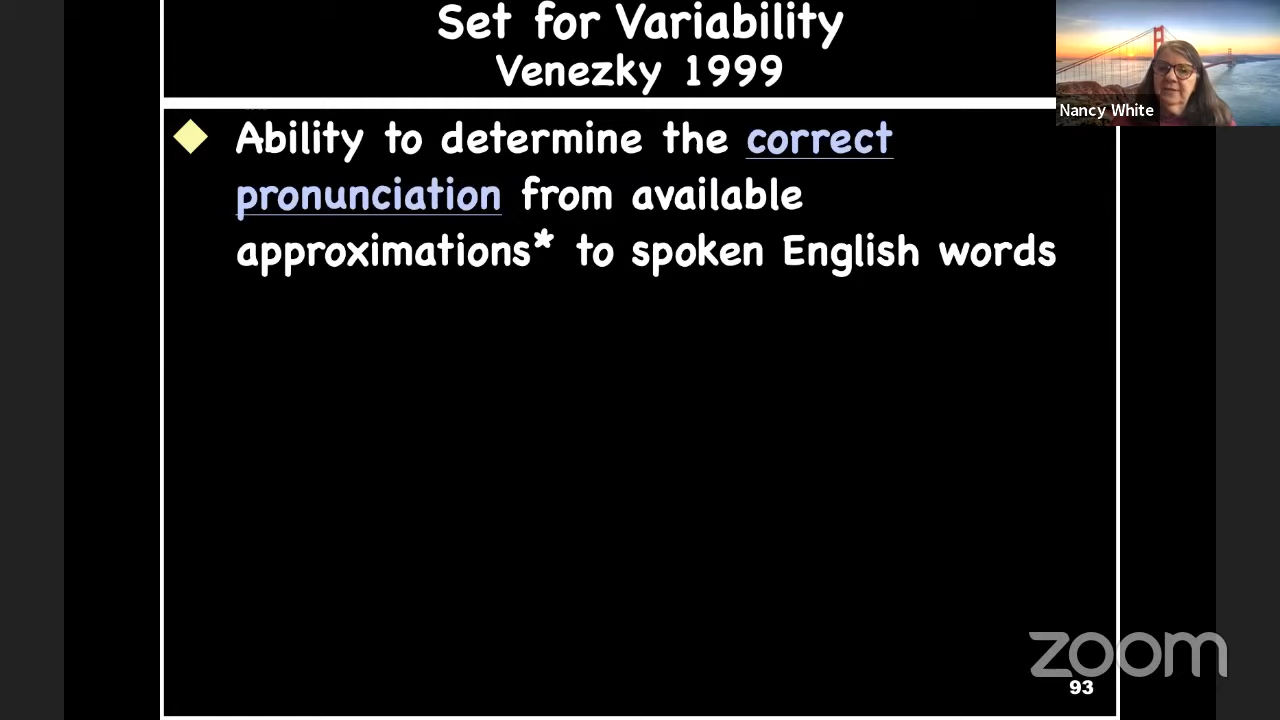 Set for Variability
Venezky 1999
Nancy White
Ability to determine the correct
pronunciation from available
approximations* to spoken English words
zoom
93